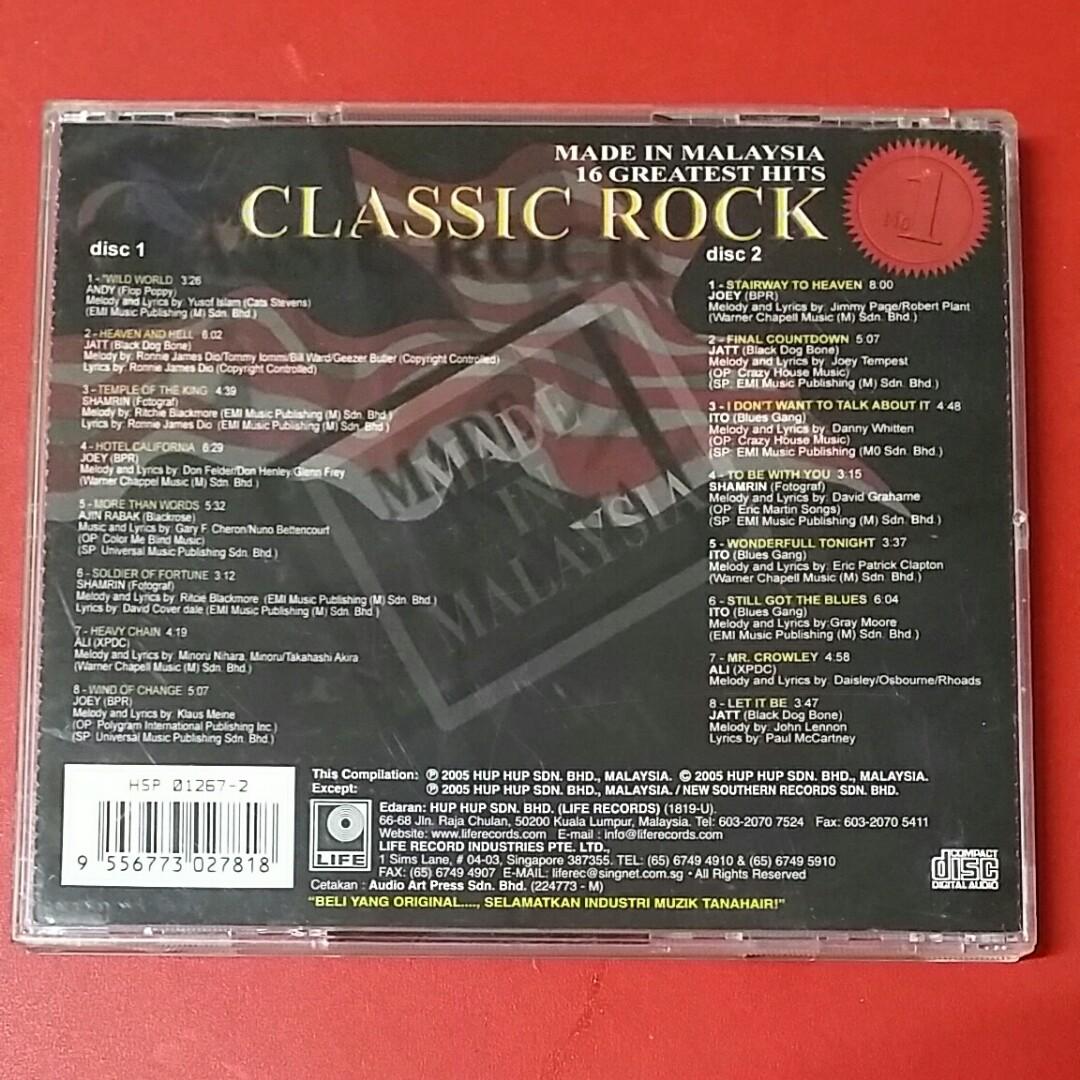 MADE IN MALAYSIA
16 GREATEST HITS
CLASSIC ROCK
No 1
disc 1
1 - "WILD WORLD 3:26
ANDY (Flop Poppy)
Melody and Lyrics by: Yusof Islam (Cats Stevens)
(EMI Music Publishing (M) Sdn. Bhd.)
2 - HEAVEN AND HELL 6:02
JATT (Black Dog Bone)
Melody by: Ronnie James Dio/Tommy Iommi/Bill Ward/Geezer Butler (Copyright Controlled)
Lyrics by: Ronnie James Dio (Copyright Controlled)
3 - TEMPLE OF THE KING 4:39
SHAMRIN (Fotograf)
Melody by: Ritchie Blackmore (EMI Music Publishing (M) Sdn. Bhd.)
Lyrics by: Ronnie James Dio (EMI Music Publishing (M) Sdn. Bhd.)
4 - HOTEL CALIFORNIA 6:29
JOEY (BPR)
Melody and Lyrics by: Don Felder/Don Henley/Glenn Frey
(Warner Chappel Music (M) Sdn. Bhd.)
5 - MORE THAN WORDS 5:32
AJIN RABAK (Blackrose)
Music and Lyrics by: Gary F. Cheron/Nuno Bettencourt
(OP: Color Me Blind Music)
(SP: Universal Music Publishing Sdn. Bhd.)
6 - SOLDIER OF FORTUNE 3:12
SHAMRIN (Fotograf)
Melody by: Ritcie Blackmore (EMI Music Publishing (M) Sdn. Bhd.)
Lyrics by: David Cover dale (EMI Music Publishing (M) Sdn. Bhd.)
7 - HEAVY CHAIN 4:19
ALI (XPDC)
Melody and Lyrics by: Minoru Nihara, Minoru/Takahashi Akira
(Warner Chapell Music (M) Sdn. Bhd.)
8 - WIND OF CHANGE 5:07
JOEY (BPR)
Melody and Lyrics by: Klaus Meine
(OP: Polygram International Publishing Inc.)
(SP: Universal Music Publishing Sdn. Bhd.)
disc 2
1 - STAIRWAY TO HEAVEN 8:00
JOEY (BPR)
Melody and Lyrics by: Jimmy Page/Robert Plant
(Warner Chapell Music (M) Sdn. Bhd.)
2 - FINAL COUNTDOWN 5:07
JATT (Black Dog Bone)
Melody and Lyrics by: Joey Tempest
(OP: Crazy House Music)
(SP: EMI Music Publishing (M) Sdn. Bhd.)
3 - I DON'T WANT TO TALK ABOUT IT 4:48
ITO (Blues Gang)
Melody and Lyrics by: Danny Whitten
(OP: Crazy House Music)
(SP: EMI Music Publishing (M0 Sdn. Bhd.)
4 - TO BE WITH YOU 3:15
SHAMRIN (Fotograf)
Melody and Lyrics by: David Grahame
(OP: Eric Martin Songs)
(SP: EMI Music Publishing (M) Sdn. Bhd.)
5 - WONDERFULL TONIGHT 3:37
ITO (Blues Gang)
Melody and Lyrics by: Eric Patrick Clapton
(Warner Chapell Music (M) Sdn. Bhd.)
6 - STILL GOT THE BLUES 6:04
ITO (Blues Gang)
Melody and Lyrics by:Gray Moore
(EMI Music Publishing (M) Sdn. Bhd.)
7 - MR. CROWLEY 4:58
ALI (XPDC)
Melody and Lyrics by: Daisley/Osbourne/Rhoads
8 - LET IT BE 3:47
JATT (Black Dog Bone)
Melody by: John Lennon
Lyrics by: Paul McCartney
MADE
IN
MALAYSIA
HSP 01267-2
9 556773 027818
This Compilation: ℗ 2005 HUP HUP SDN. BHD., MALAYSIA. © 2005 HUP HUP SDN. BHD., MALAYSIA.
Except: ℗ 2005 HUP HUP SDN. BHD., MALAYSIA. / NEW SOUTHERN RECORDS SDN. BHD.
LIFE
Edaran: HUP HUP SDN. BHD. (LIFE RECORDS) (1819-U).
66-68 Jln. Raja Chulan, 50200 Kuala Lumpur, Malaysia. Tel: 603-2070 7524 Fax: 603-2070 5411
Website: www.liferecords.com E-mail : info@liferecords.com
LIFE RECORD INDUSTRIES PTE. LTD.,
1 Sims Lane, # 04-03, Singapore 387355. TEL: (65) 6749 4910 & (65) 6749 5910
FAX: (65) 6749 4907 E-MAIL: liferec@singnet.com.sg • All Rights Reserved
Cetakan : Audio Art Press Sdn. Bhd. (224773 - M)
"BELI YANG ORIGINAL...., SELAMATKAN INDUSTRI MUZIK TANAHAIR!"
COMPACT
disc
DIGITAL AUDIO